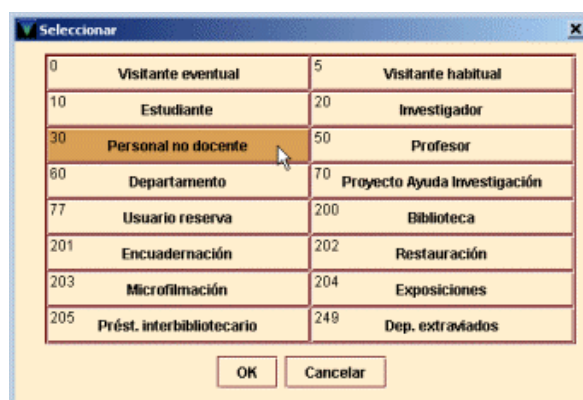 Seleccionar
0 Visitante eventual
5 Visitante habitual
10 Estudiante
20 Investigador
30 Personal no docente
50 Profesor
60 Departamento
70 Proyecto Ayuda Investigación
77 Usuario reserva
200 Biblioteca
201 Encuadernación
202 Restauración
203 Microfilmación
204 Exposiciones
205 Prést. interbibliotecario
249 Dep. extraviados
OK Cancelar